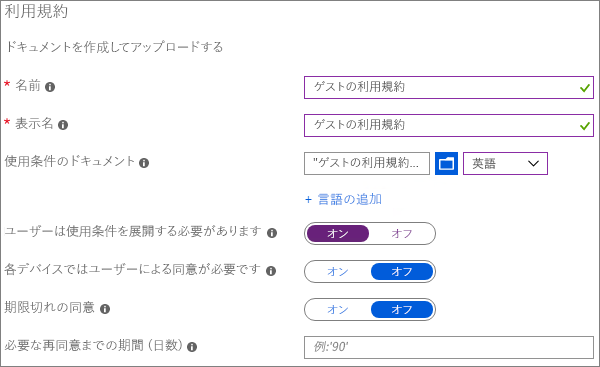 利用規約
ドキュメントを作成してアップロードする
* 名前
ゲストの利用規約
* 表示名
ゲストの利用規約
使用条件のドキュメント
"ゲストの利用規約...
英語
+ 言語の追加
ユーザーは使用条件を展開する必要があります
オン オフ
各デバイスではユーザーによる同意が必要です
オン オフ
期限切れの同意
オン オフ
必要な再同意までの期間 (日数)
例:'90'